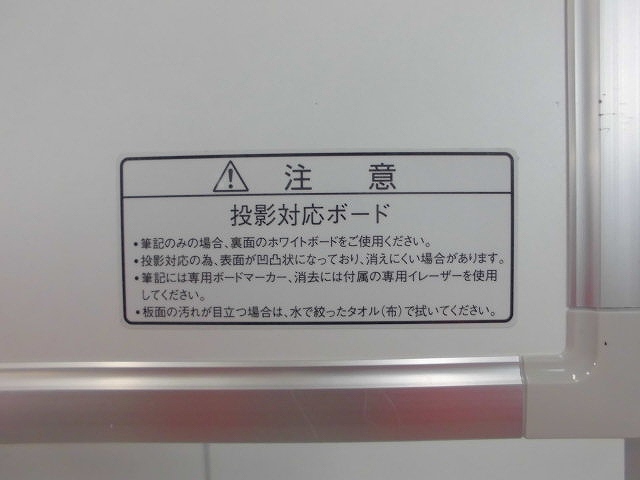 ⚠ 注 意
投影対応ボード
•筆記のみの場合、裏面のホワイトボードをご使用ください。
•投影対応の為、表面が凹凸状になっており、消えにくい場合があります。
•筆記には専用ボードマーカー、消去には付属の専用イレーザーを使用
してください。
•板面の汚れが目立つ場合は、水で絞ったタオル(布)で拭いてください。